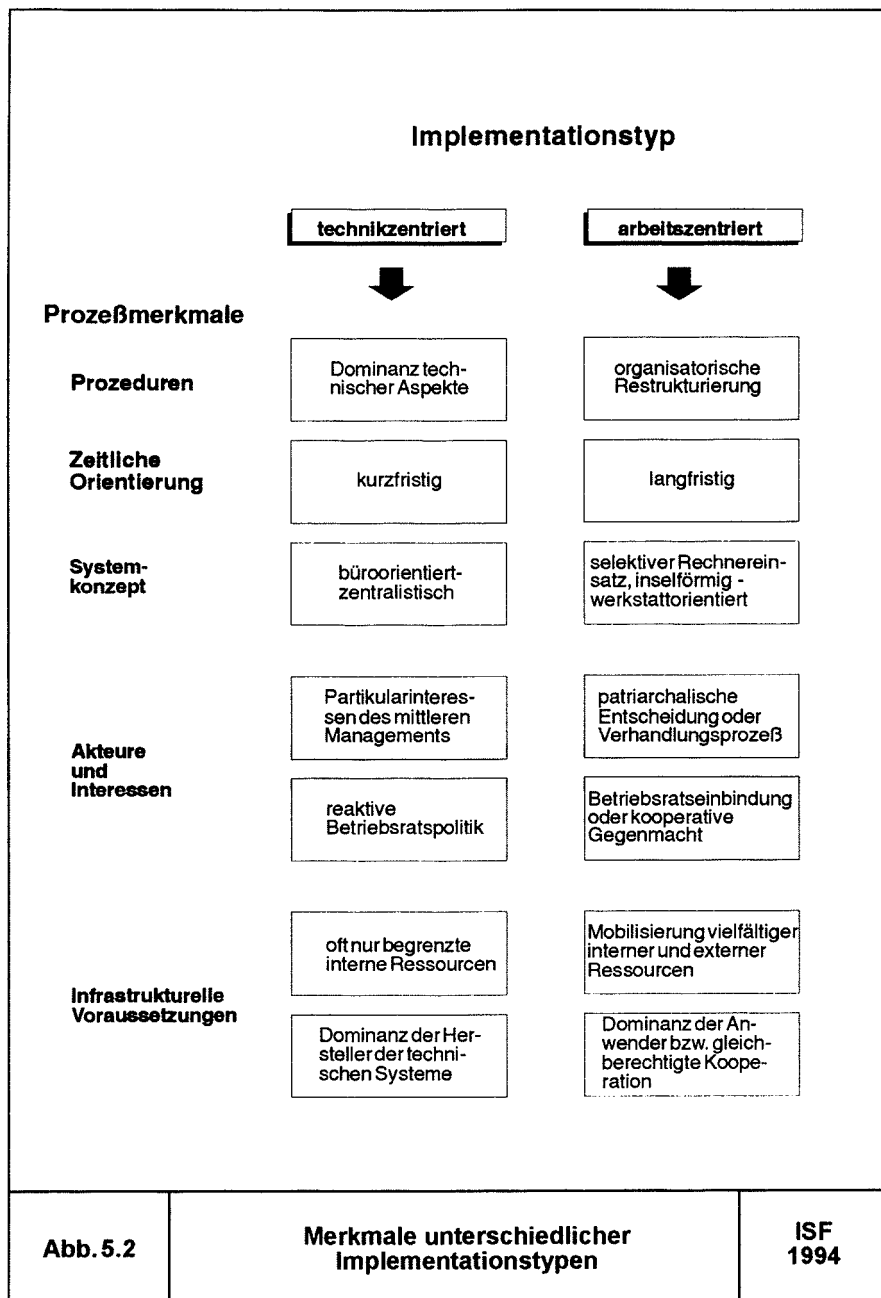 Implementationstyp
technikzentriert
arbeitszentriert
Prozeßmerkmale
Prozeduren
Dominanz tech-
nischer Aspekte
organisatorische
Restrukturierung
Zeitliche
Orientierung
kurzfristig
langfristig
System-
konzept
büroorientiert-
zentralistisch
selektiver Rechnerein-
satz, inselförmig -
werkstattorientiert
Akteure
und
Interessen
Partikularinteres-
sen des mittleren
Managements
patriarchalische
Entscheidung oder
Verhandlungsprozeß
reaktive
Betriebsratspolitik
Betriebsratseinbindung
oder kooperative
Gegenmacht
Infrastrukturelle
Voraussetzungen
oft nur begrenzte
interne Ressourcen
Mobilisierung vielfältiger
interner und externer
Ressourcen
Dominanz der Her-
steller der techni-
schen Systeme
Dominanz der An-
wender bzw. gleich-
berechtigte Koope-
ration
Abb. 5.2
Merkmale unterschiedlicher
Implementationstypen
ISF
1994